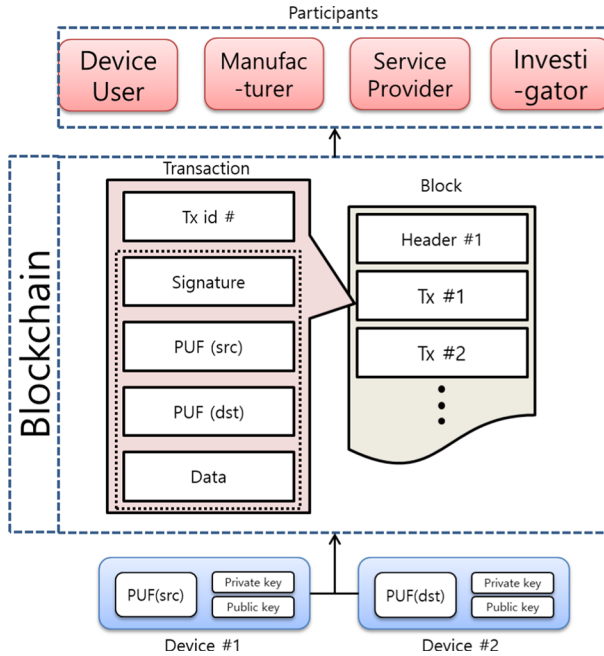 Participants
Device
User
Manufac
-turer
Service
Provider
Investi
-gator
Blockchain
Transaction
Tx id #
Signature
PUF (src)
PUF (dst)
Data
Block
Header #1
Tx #1
Tx #2
PUF(src)
Private key
Public key
Device #1
PUF(dst)
Private key
Public key
Device #2